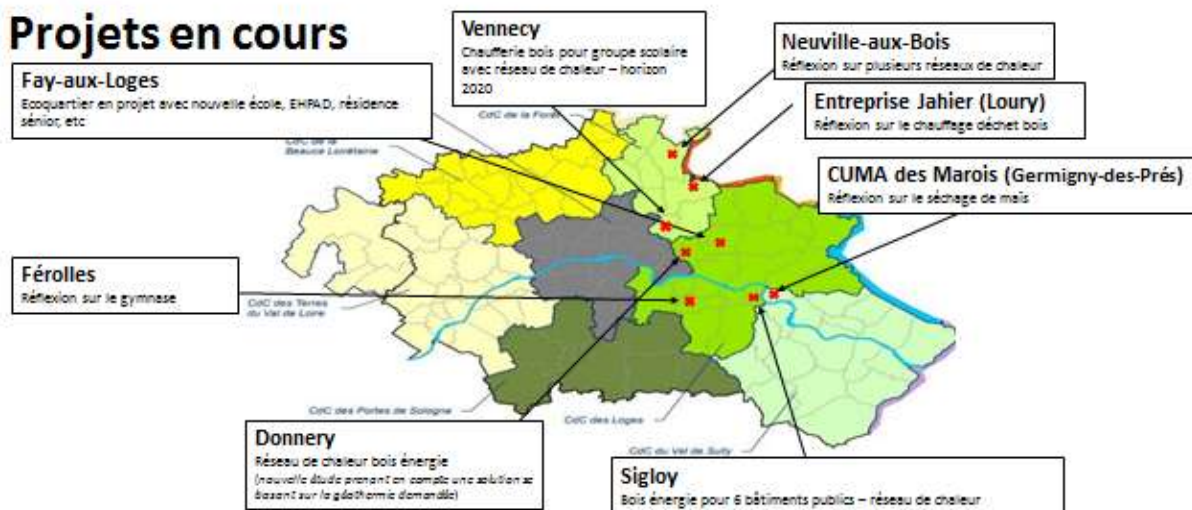 Projets en cours
Vennecy
Chaufferie bois pour groupe scolaire
avec réseau de chaleur – horizon
2020
Neuville-aux-Bois
Réflexion sur plusieurs réseaux de chaleur
Fay-aux-Loges
Ecoquartier en projet avec nouvelle école, EHPAD, résidence
sénior, etc
Entreprise Jahier (Loury)
Réflexion sur le chauffage déchet bois
CdC de la Forêt
CdC de la
Beauce Loirétaine
CUMA des Marois (Germigny-des-Prés)
Réflexion sur le séchage de maïs
Férolles
Réflexion sur le gymnase
CdC des Terres
du Val de Loire
CdC des Portes de Sologne
CdC des Loges
CdC du Val de Sully
Donnery
Réseau de chaleur bois énergie
(nouvelle étude prenant en compte une solution se
basant sur la géothermie demandée)
Sigloy
Bois énergie pour 6 bâtiments publics – réseau de chaleur